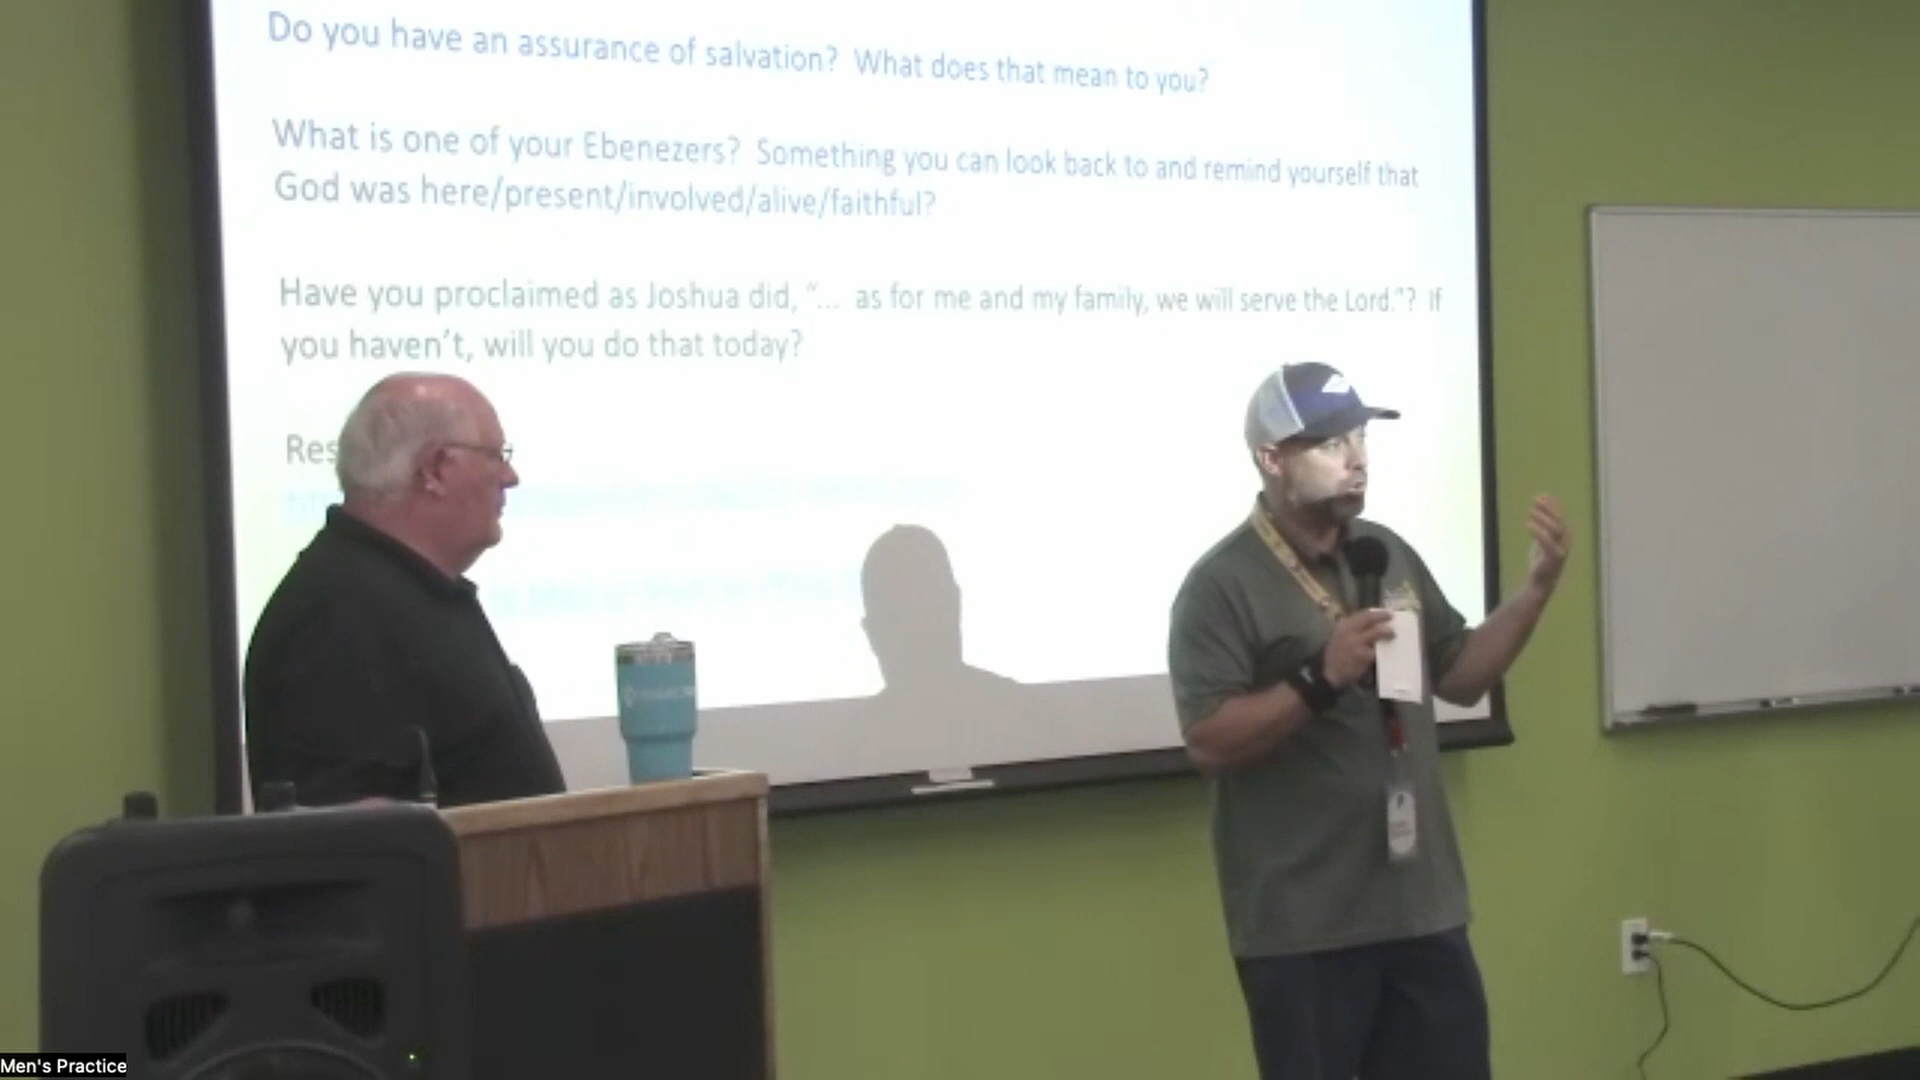 Do you have an assurance of salvation? What does that mean to you?
What is one of your Ebenezers? Something you can look back to and remind yourself that
God was here/present/involved/alive/faithful?
Have you proclaimed as Joshua did, "... as for me and my family, we will serve the Lord."? If
you haven't, will you do that today?
Res
Men's Practice